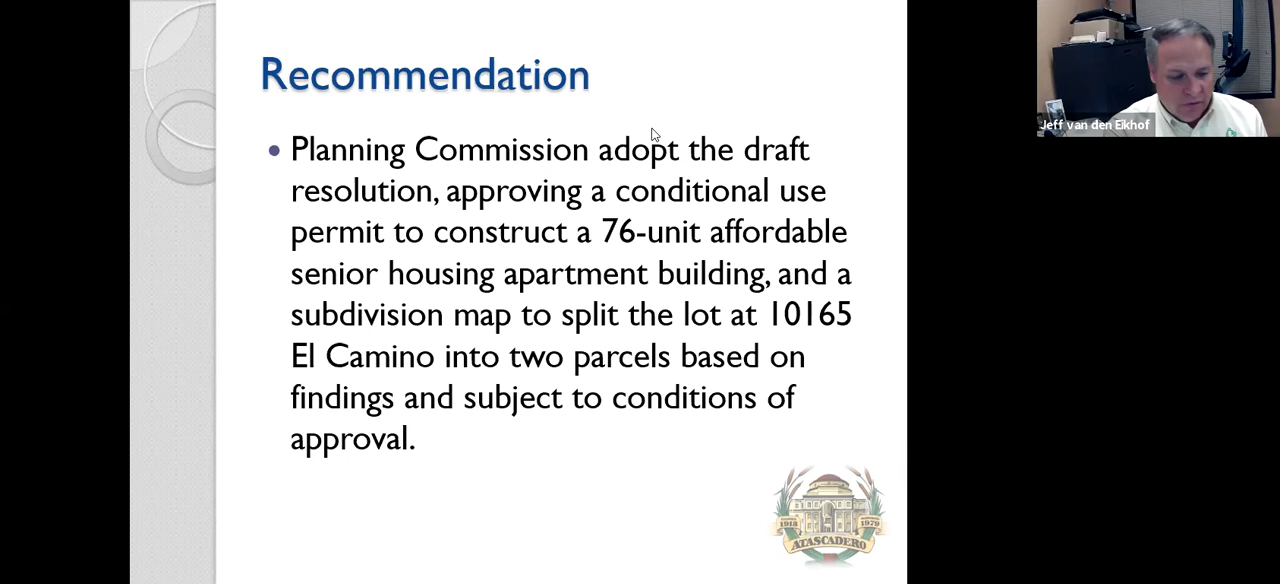 Recommendation
Jeff van den Eikhof
• Planning Commission adopt the draft
resolution, approving a conditional use
permit to construct a 76-unit affordable
senior housing apartment building, and a
subdivision map to split the lot at 10165
El Camino into two parcels based on
findings and subject to conditions of
approval.
1913
1979
ATASCADERO